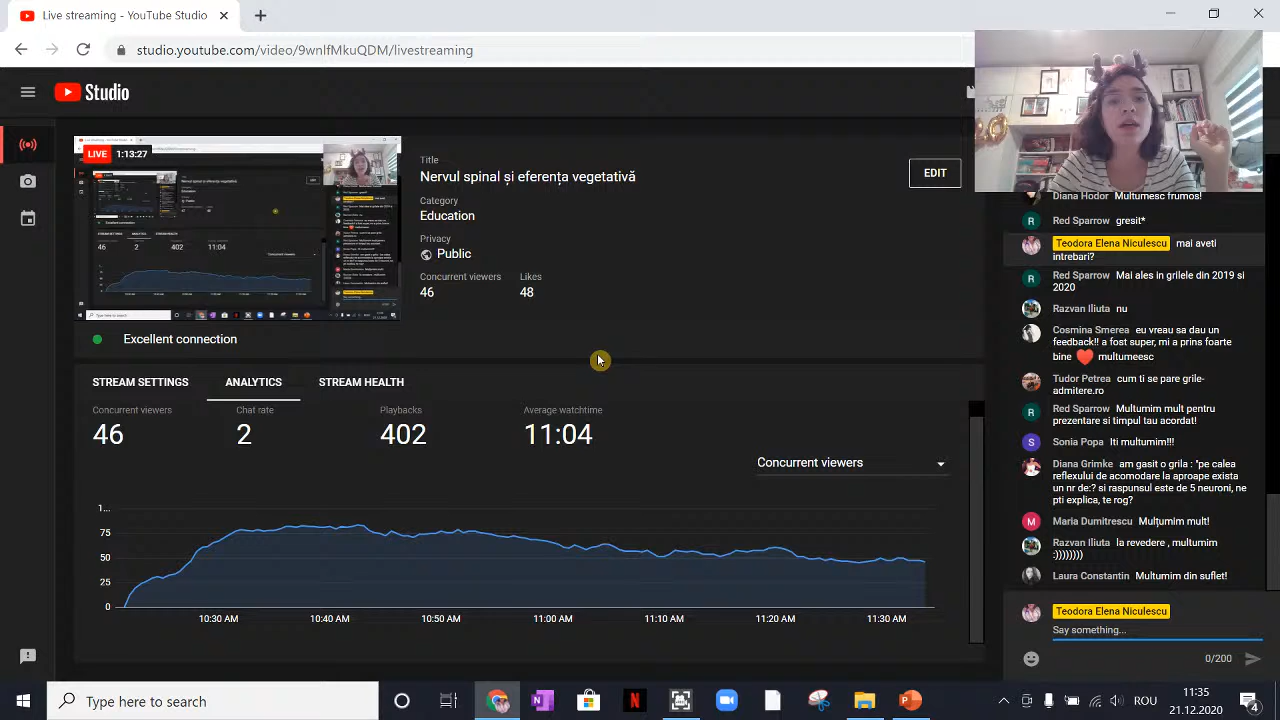 Live streaming - YouTube Studio
studio.youtube.com/video/9wnlfMkuQDM/livestreaming
Studio
LIVE 1:13:27
Title
Nervul spinal și eferența vegetativă
EDIT
Category
Education
Privacy
Public
Concurrent viewers Likes
46 48
Excellent connection
STREAM SETTINGS ANALYTICS STREAM HEALTH
Concurrent viewers Chat rate Playbacks Average watchtime
46 2 402 11:04
Concurrent viewers
1...
75
50
25
0
10:30 AM 10:40 AM 10:50 AM 11:00 AM 11:10 AM 11:20 AM 11:30 AM
Diana Hodor Multumesc frumos!
Red Sparrow gresit*
Teodora Elena Niculescu mai aveti
intrebari?
Red Sparrow Mai ales in grilele din 2019 si
2020
Razvan Iliuta nu
Cosmina Smerea eu vreau sa dau un
feedback!! a fost super, mi a prins foarte
bine ❤️ multumeesc
Tudor Petrea cum ti se pare grile-
admitere.ro
Red Sparrow Multumim mult pentru
prezentare si timpul tau acordat!
Sonia Popa Iti multumim!!!
Diana Grimke am gasit o grila : "pe calea
reflexului de acomodare la aproape exista
un nr de:? si raspunsul este de 5 neuroni, ne
pti explica, te rog?
Maria Dumitrescu Mulțumim mult!
Razvan Iliuta la revedere , multumim
:))))))))
Laura Constantin Multumim din suflet!
Teodora Elena Niculescu
Say something...
0/200
Type here to search
ROU
11:35
21.12.2020
4